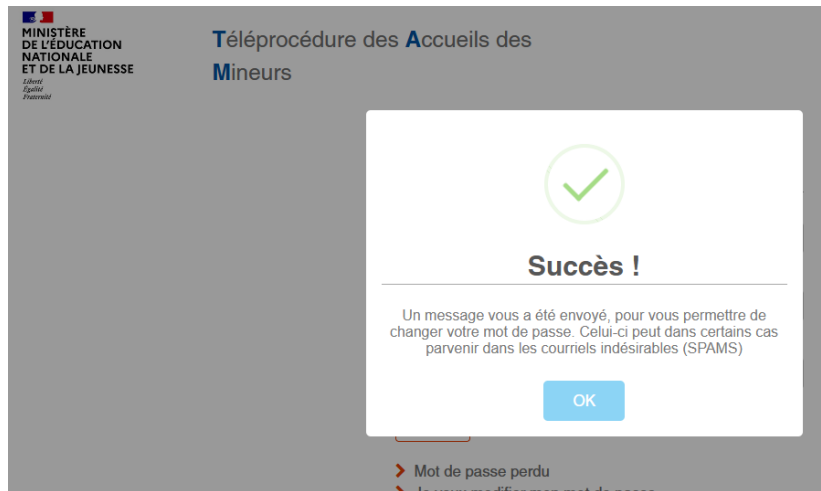 MINISTÈRE
DE L'ÉDUCATION
NATIONALE
ET DE LA JEUNESSE
Liberté
Égalité
Fraternité
Téléprocédure des Accueils des
Mineurs
Succès !
Un message vous a été envoyé, pour vous permettre de
changer votre mot de passe. Celui-ci peut dans certains cas
parvenir dans les courriels indésirables (SPAMS)
OK
Mot de passe perdu